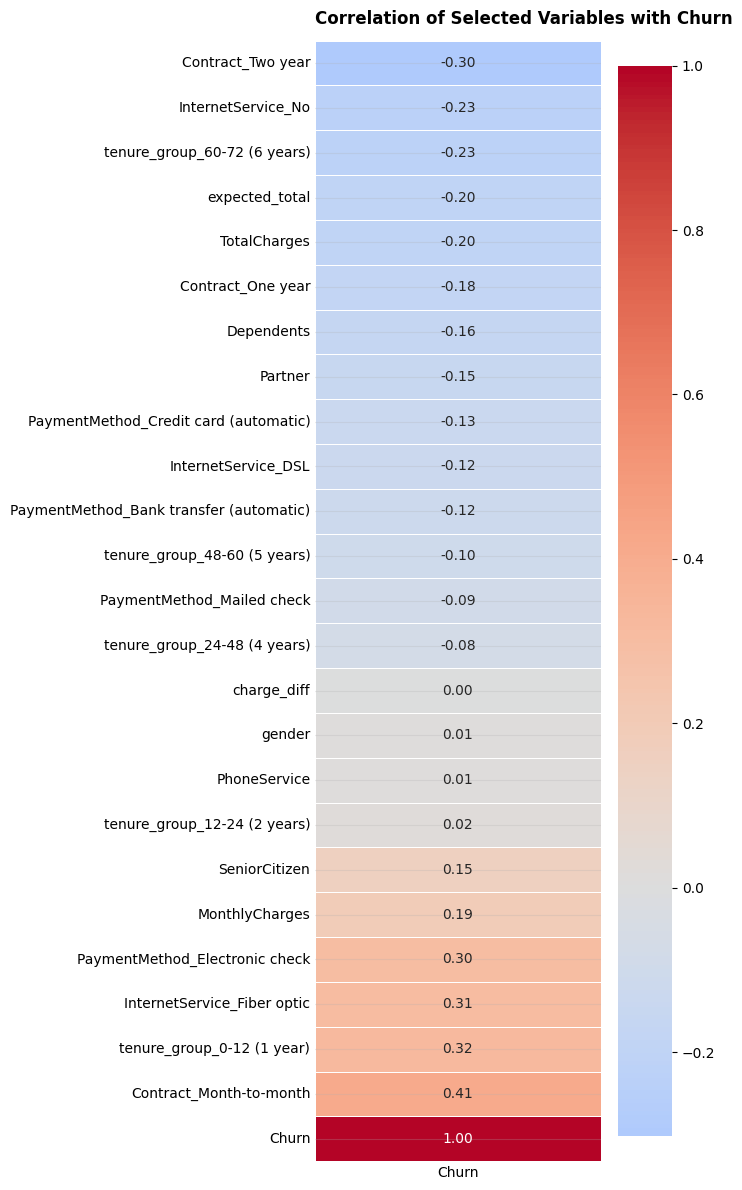 Correlation of Selected Variables with Churn
Contract_Two year -0.30
InternetService_No -0.23
tenure_group_60-72 (6 years) -0.23
expected_total -0.20
TotalCharges -0.20
Contract_One year -0.18
Dependents -0.16
Partner -0.15
PaymentMethod_Credit card (automatic) -0.13
InternetService_DSL -0.12
PaymentMethod_Bank transfer (automatic) -0.12
tenure_group_48-60 (5 years) -0.10
PaymentMethod_Mailed check -0.09
tenure_group_24-48 (4 years) -0.08
charge_diff 0.00
gender 0.01
PhoneService 0.01
tenure_group_12-24 (2 years) 0.02
SeniorCitizen 0.15
MonthlyCharges 0.19
PaymentMethod_Electronic check 0.30
InternetService_Fiber optic 0.31
tenure_group_0-12 (1 year) 0.32
Contract_Month-to-month 0.41
Churn 1.00
Churn
1.0
0.8
0.6
0.4
0.2
0.0
−0.2